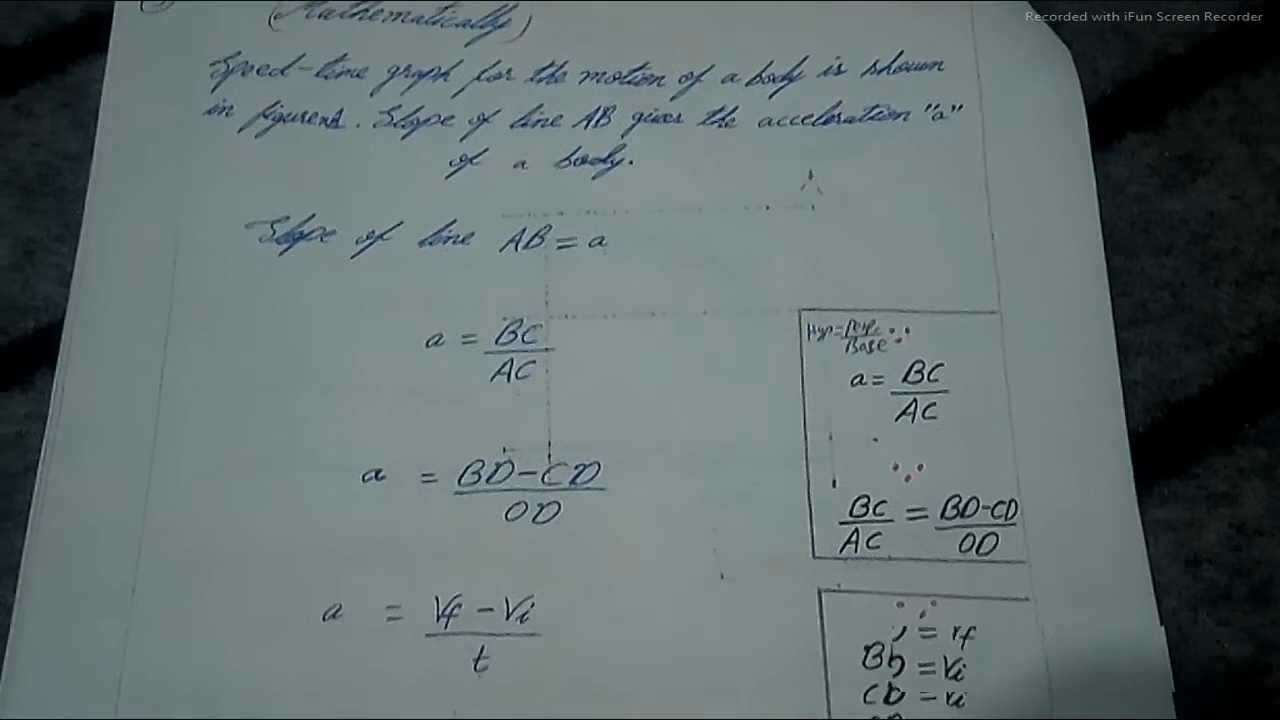 Recorded with iFun Screen Recorder
(Mathematically)
Speed-time graph for the motion of a body is shown
in figure. Slope of line AB gives the acceleration "a"
of a body.
Slope of line AB = a
a = BC/AC
a = BD-CD/OD
a = Vf - Vi/t
Hyp = Perp/Base ∵
a = BC/AC
∵
BC/AC = BD-CD/OD
∴
= vf
= Vi
CD = vi